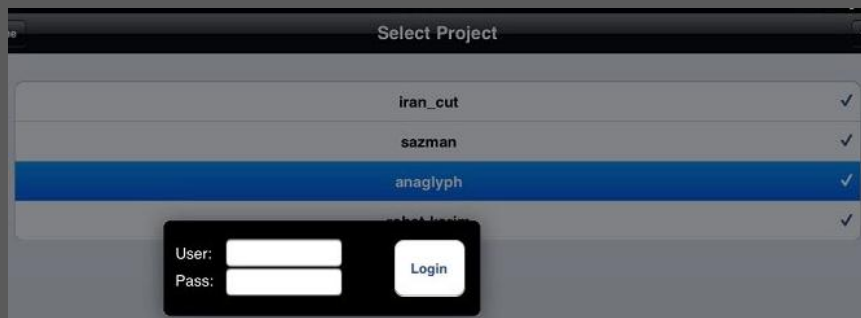 Select Project
iran_cut
sazman
anaglyph
User:
Pass:
Login